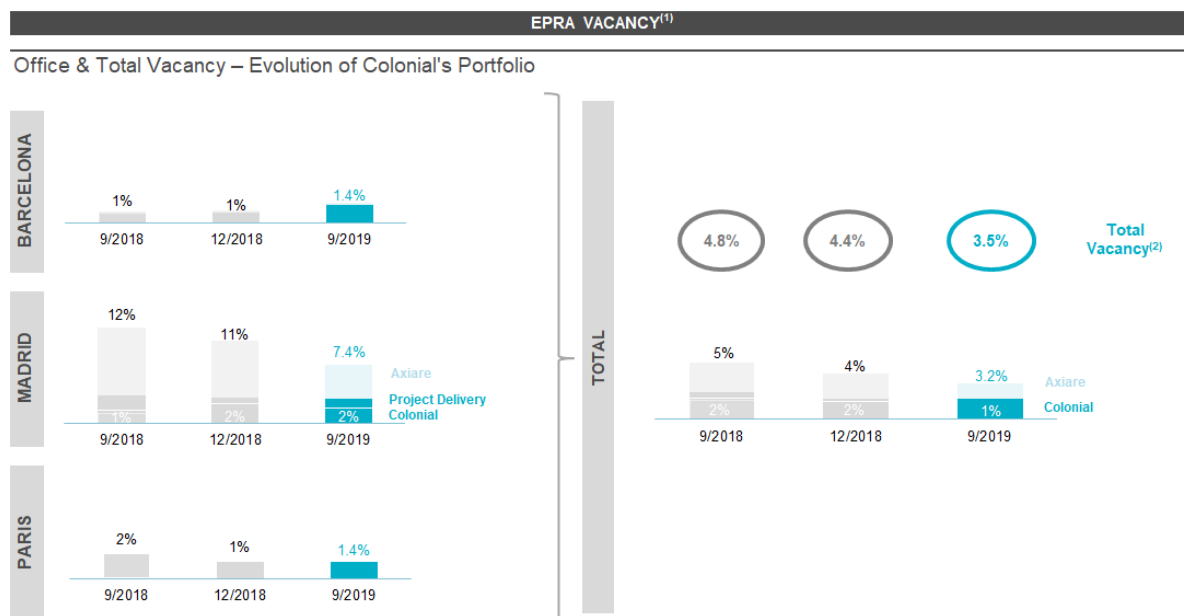 EPRA VACANCY(1)
Office & Total Vacancy – Evolution of Colonial's Portfolio
BARCELONA
1%
1%
1.4%
9/2018
12/2018
9/2019
MADRID
12%
11%
7.4%
Axiare
Project Delivery
Colonial
1%
2%
2%
9/2018
12/2018
9/2019
PARIS
2%
1%
1.4%
9/2018
12/2018
9/2019
TOTAL
4.8%
4.4%
3.5%
Total
Vacancy(2)
5%
4%
3.2%
Axiare
Colonial
2%
2%
1%
9/2018
12/2018
9/2019